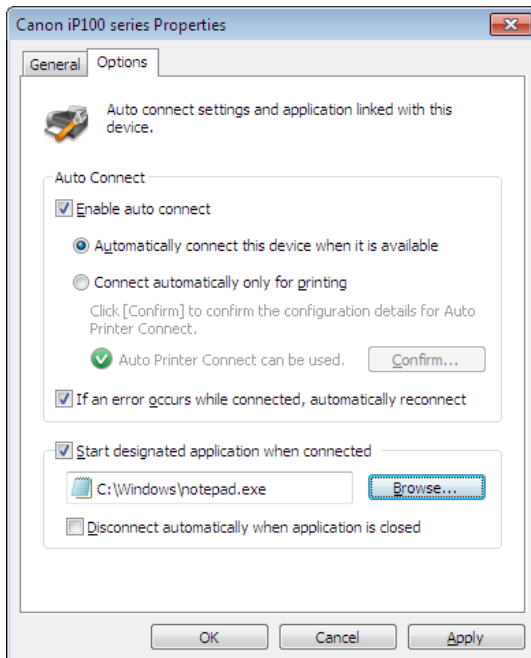 Canon iP100 series Properties
General
Options
Auto connect settings and application linked with this
device.
Auto Connect
Enable auto connect
Automatically connect this device when it is available
Connect automatically only for printing
Click [Confirm] to confirm the configuration details for Auto
Printer Connect.
Auto Printer Connect can be used.
Confirm...
If an error occurs while connected, automatically reconnect
Start designated application when connected
C:\Windows\notepad.exe
Browse...
Disconnect automatically when application is closed
OK
Cancel
Apply